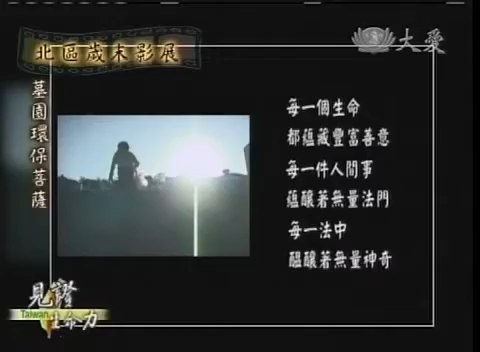 北區歲末影展
大愛
墓園環保菩薩
每一個生命
都蘊藏豐富善意
每一件人間事
蘊釀著無量法門
每一法中
醞釀著無量神奇
見證
Taiwan
生命力